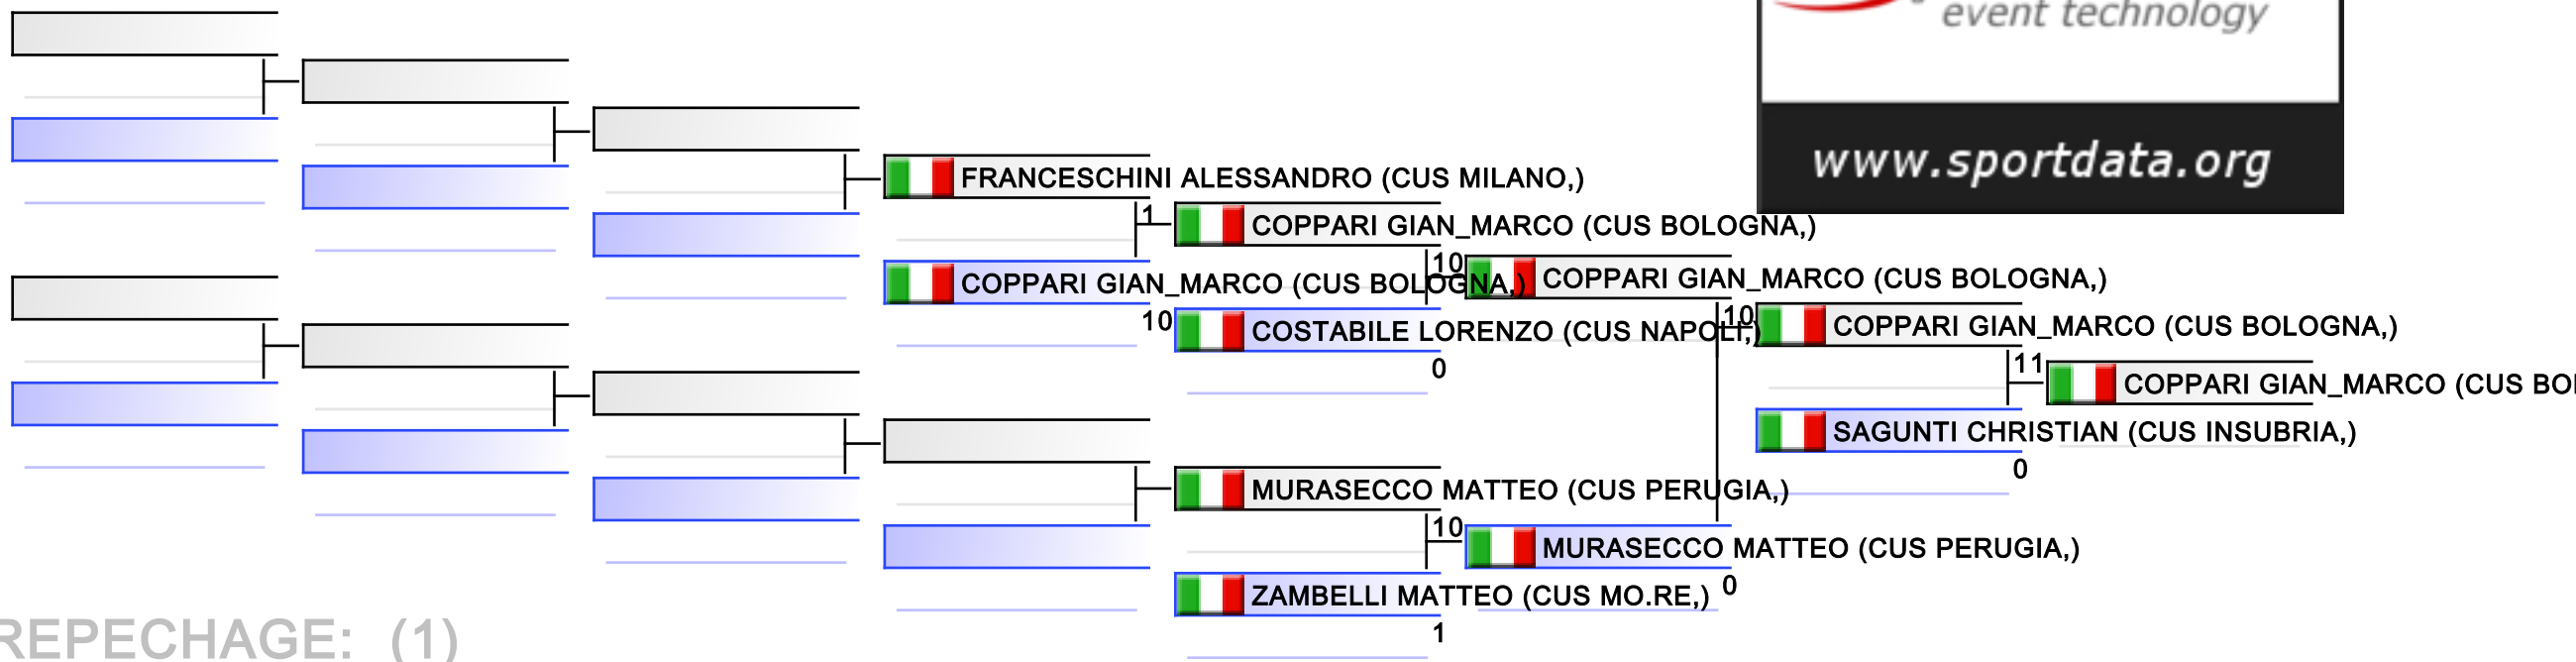 event technology
www.sportdata.org
FRANCESCHINI ALESSANDRO (CUS MILANO,)
1
COPPARI GIAN_MARCO (CUS BOLOGNA,)
10
COPPARI GIAN_MARCO (CUS BOLOGNA,)
COPPARI GIAN_MARCO (CUS BOLOGNA,)
10
10
COPPARI GIAN_MARCO (CUS BOLOGNA,)
COSTABILE LORENZO (CUS NAPOLI,)
0
11
COPPARI GIAN_MARCO (CUS BO
SAGUNTI CHRISTIAN (CUS INSUBRIA,)
0
MURASECCO MATTEO (CUS PERUGIA,)
10
MURASECCO MATTEO (CUS PERUGIA,)
0
ZAMBELLI MATTEO (CUS MO.RE,)
1
REPECHAGE: (1)